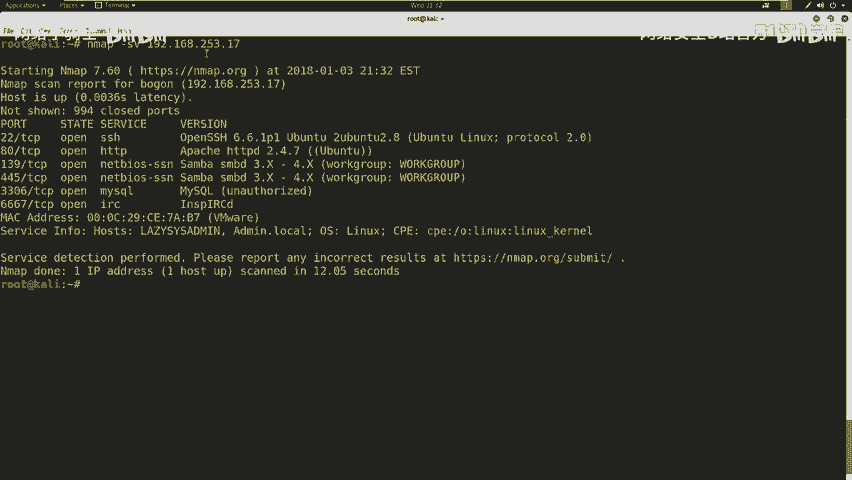 Applications Places Terminal Wed 21:32
root@kali: ~
File Edit View Search Terminal Help
root@kali:~# nmap -sV 192.168.253.17
Starting Nmap 7.60 ( https://nmap.org ) at 2018-01-03 21:32 EST
Nmap scan report for bogon (192.168.253.17)
Host is up (0.0036s latency).
Not shown: 994 closed ports
PORT STATE SERVICE VERSION
22/tcp open ssh OpenSSH 6.6.1p1 Ubuntu 2ubuntu2.8 (Ubuntu Linux; protocol 2.0)
80/tcp open http Apache httpd 2.4.7 ((Ubuntu))
139/tcp open netbios-ssn Samba smbd 3.X - 4.X (workgroup: WORKGROUP)
445/tcp open netbios-ssn Samba smbd 3.X - 4.X (workgroup: WORKGROUP)
3306/tcp open mysql MySQL (unauthorized)
6667/tcp open irc InspIRCd
MAC Address: 00:0C:29:CE:7A:B7 (VMware)
Service Info: Hosts: LAZYSYSADMIN, Admin.local; OS: Linux; CPE: cpe:/o:linux:linux_kernel
Service detection performed. Please report any incorrect results at https://nmap.org/submit/ .
Nmap done: 1 IP address (1 host up) scanned in 12.05 seconds
root@kali:~#